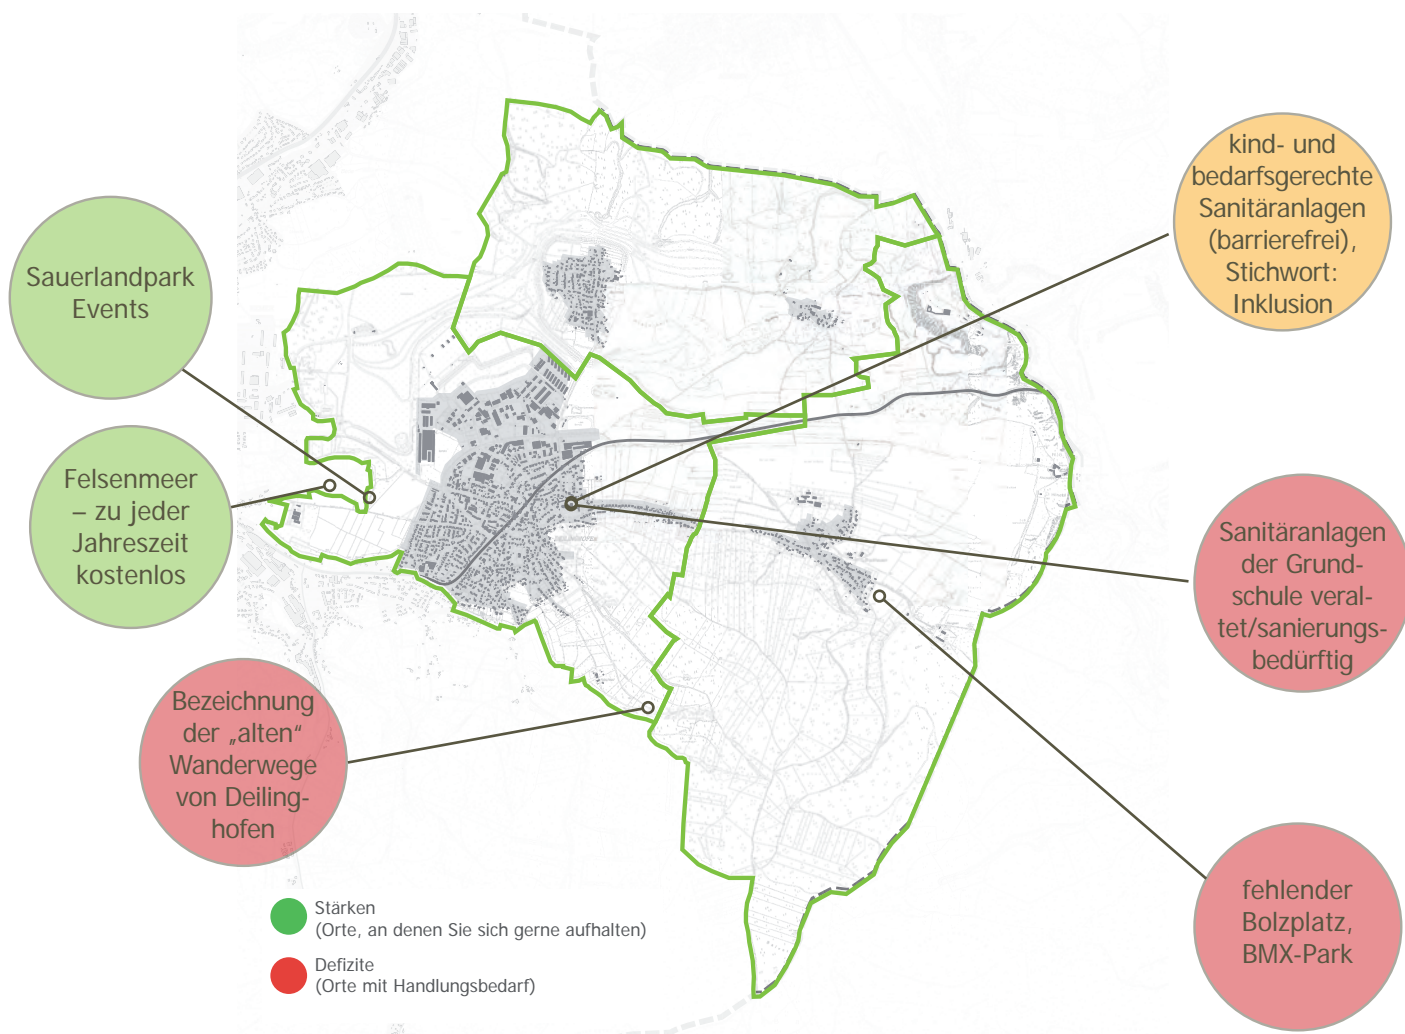 kind- und
bedarfsgerechte
Sanitäranlagen
(barrierefrei),
Stichwort:
Inklusion
Sauerlandpark
Events
Felsenmeer
– zu jeder
Jahreszeit
kostenlos
Sanitäranlagen
der Grund-
schule veral-
tet/sanierungs-
bedürftig
Bezeichnung
der „alten“
Wanderwege
von Deiling-
hofen
fehlender
Bolzplatz,
BMX-Park
Stärken
(Orte, an denen Sie sich gerne aufhalten)
Defizite
(Orte mit Handlungsbedarf)